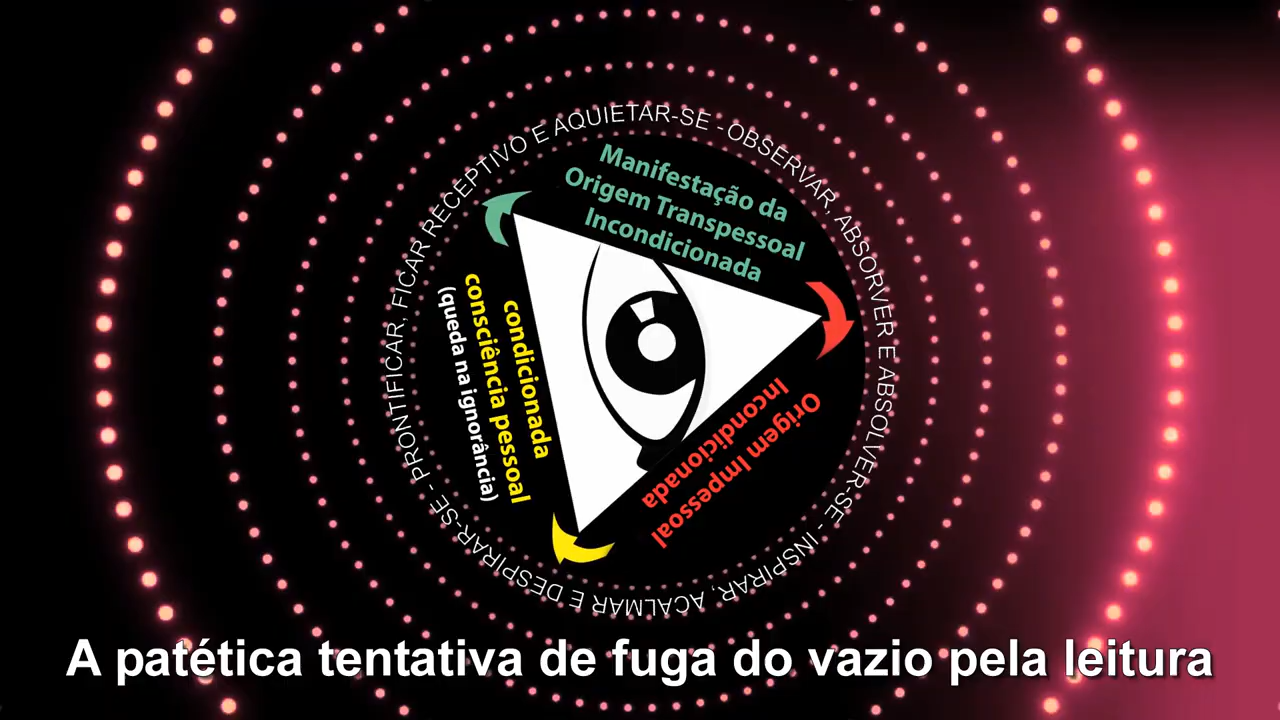 PRONTIFICAR, FICAR RECEPTIVO E AQUIETAR-SE - OBSERVAR, ABSORVER E ABSOLVER-SE - INSPIRAR, ACALMAR E DESPIRAR-SE -
Manifestação da
Origem Transpessoal
Incondicionada
Origem Impessoal
Incondicionada
condicionada
consciência pessoal
(queda na ignorância)
A patética tentativa de fuga do vazio pela leitura